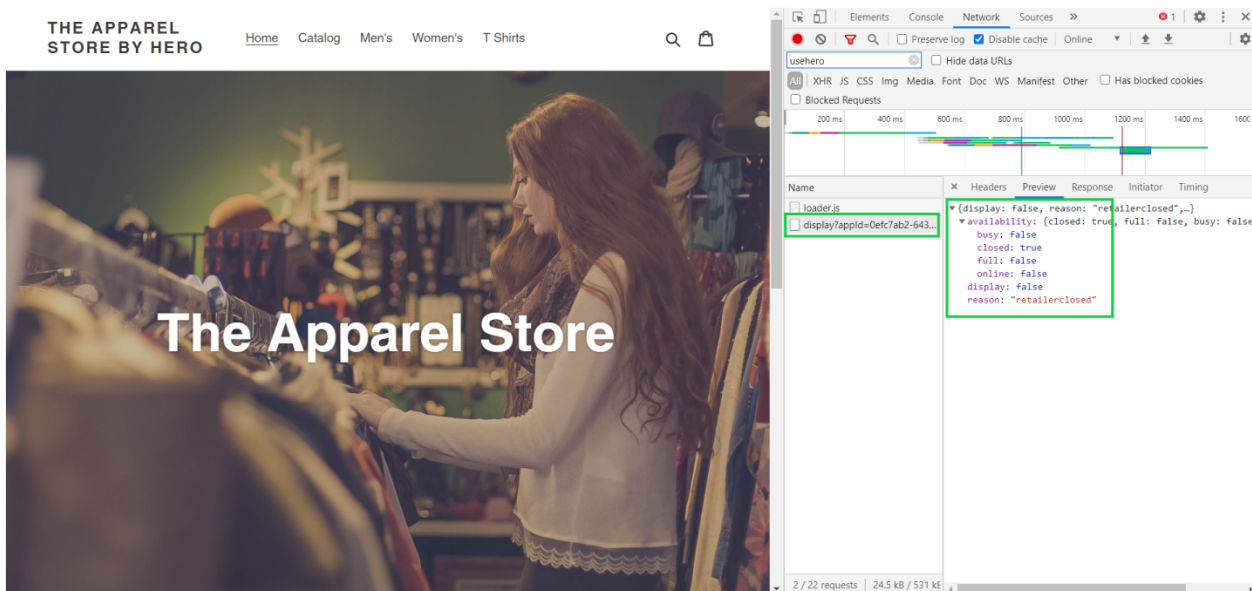 THE APPAREL
STORE BY HERO
Home Catalog Men's Women's T Shirts
The Apparel Store
Elements Console Network Sources »
1
Preserve log Disable cache Online
usehero
Hide data URLs
All XHR JS CSS Img Media Font Doc WS Manifest Other Has blocked cookies
Blocked Requests
200 ms 400 ms 600 ms 800 ms 1000 ms 1200 ms 1400 ms 1600
Name
loader.js
display?appId=0efc7ab2-643...
× Headers Preview Response Initiator Timing
{display: false, reason: "retailerclosed",…}
availability: {closed: true, full: false, busy: false
busy: false
closed: true
full: false
online: false
display: false
reason: "retailerclosed"
2 / 22 requests 24.5 kB / 531 kE